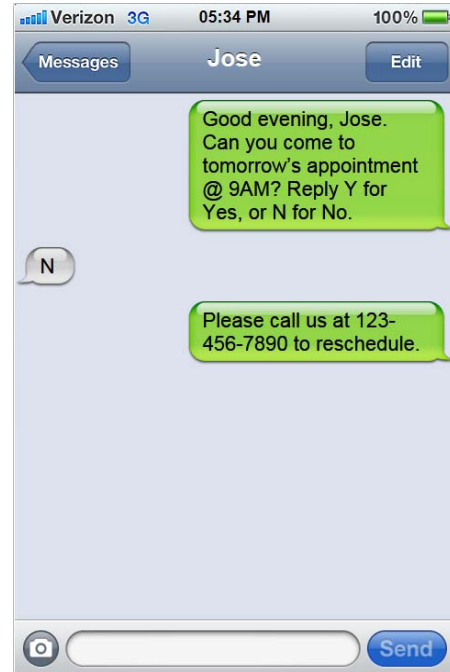 Verizon 3G 05:34 PM 100%
Messages Jose Edit
Good evening, Jose.
Can you come to
tomorrow's appointment
@ 9AM? Reply Y for
Yes, or N for No.
N
Please call us at 123-
456-7890 to reschedule.
Send